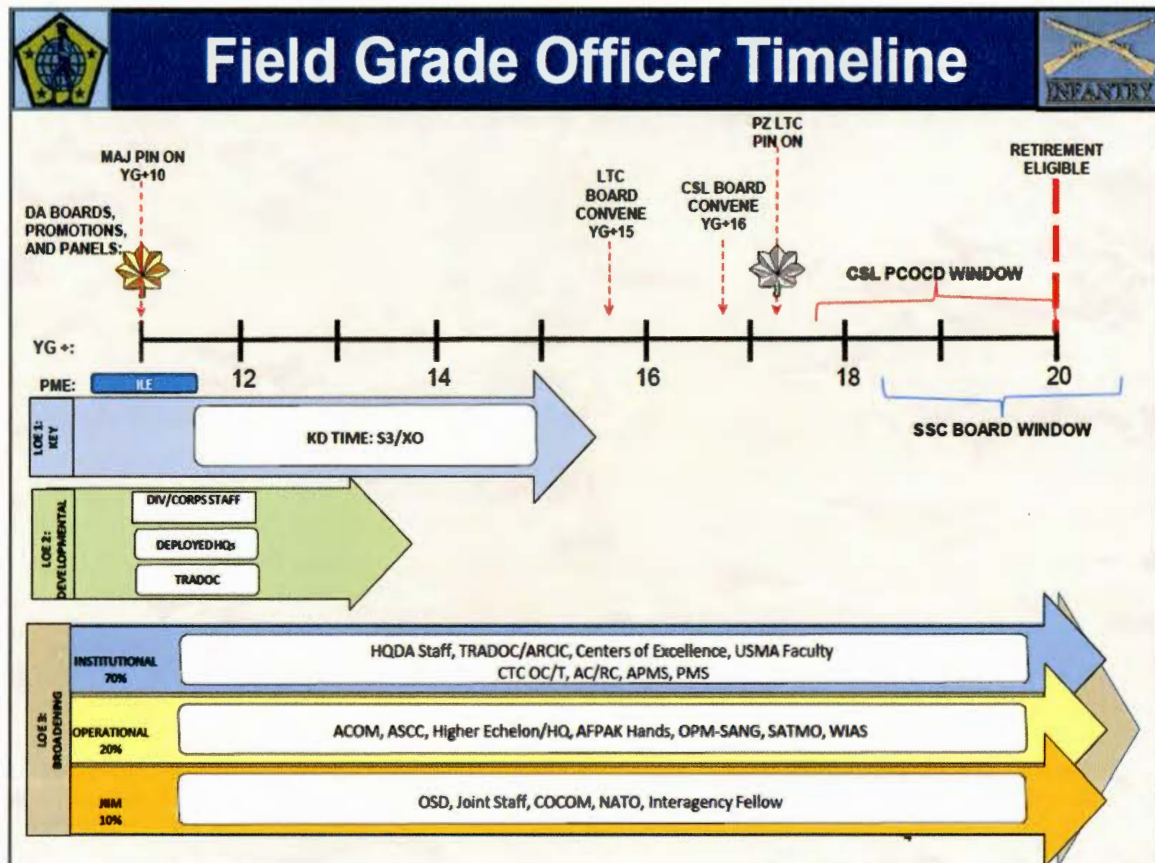 Field Grade Officer Timeline
INFANTRY
MAJ PIN ON
YG+10
DA BOARDS,
PROMOTIONS,
AND PANELS:
LTC
BOARD
CONVENE
YG+15
CSL BOARD
CONVENE
YG+16
PZ LTC
PIN ON
RETIREMENT
ELIGIBLE
CSL PCOCD WINDOW
YG +:
12
14
16
18
20
PME:
ILE
SSC BOARD WINDOW
LOE 1:
KEY
KD TIME: S3/XO
LOE 2:
DEVELOPMENTAL
DIV/CORPS STAFF
DEPLOYED HQs
TRADOC
LOE 3:
BROADENING
INSTITUTIONAL
70%
HQDA Staff, TRADOC/ARCIC, Centers of Excellence, USMA Faculty
CTC OC/T, AC/RC, APMS, PMS
OPERATIONAL
20%
ACOM, ASCC, Higher Echelon/HQ, AFPAK Hands, OPM-SANG, SATMO, WIAS
JIIM
10%
OSD, Joint Staff, COCOM, NATO, Interagency Fellow